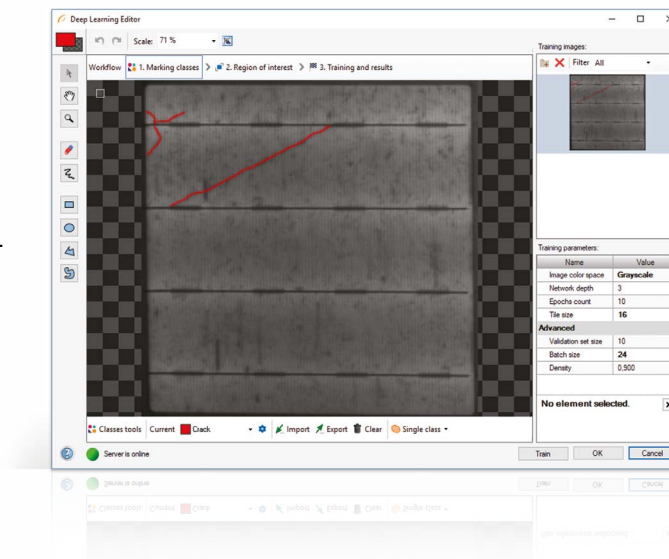 Deep Learning Editor
Scale: 71 %
Training images:
Workflow 1. Marking classes 2. Region of interest 3. Training and results
Filter All
Training parameters:
Name Value
Image color space Grayscale
Network depth 3
Epochs count 10
Tile size 16
Advanced
Validation set size 10
Batch size 24
Density 0,900
No element selected.
Classes tools Current Crack Import Export Clear Single class
Server is online
Train OK Cancel